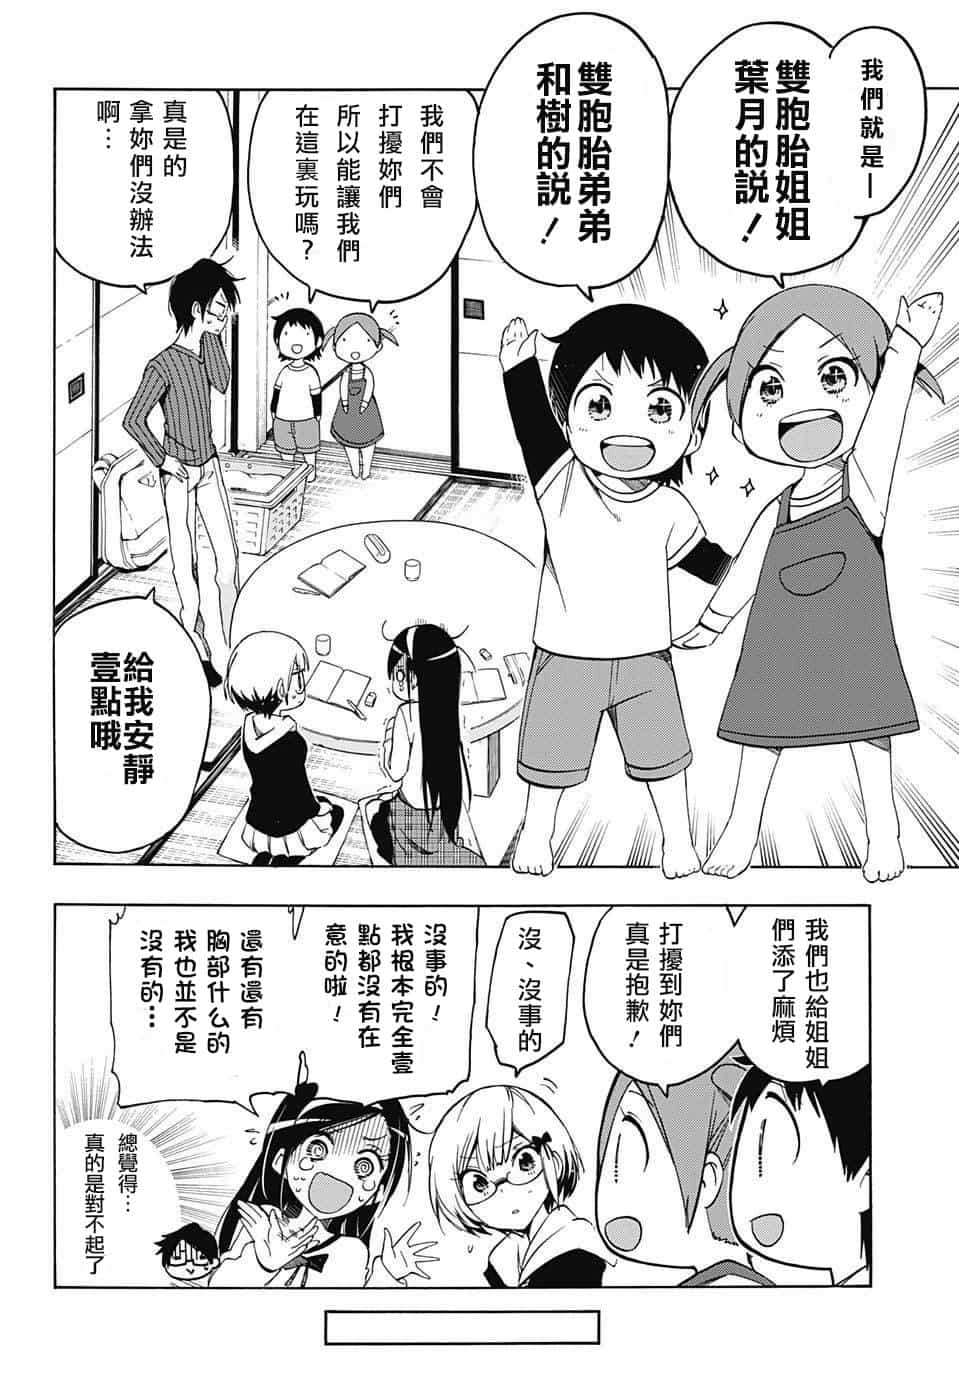 我們就是—
雙胞胎姐姐
葉月的說！
雙胞胎弟弟
和樹的說！
我們不會
打擾妳們
所以能讓我們
在這裏玩嗎？
真是的
拿妳們沒辦法
啊…
給我安靜
壹點哦
我們也給姐姐
們添了麻煩
打擾到妳們
真是抱歉！
沒、沒事的
沒事的！
我根本完全壹
點都沒有在
意的啦！
還有還有
胸部什么的
我也並不是
沒有的…
總覺得…
真的是對不起了